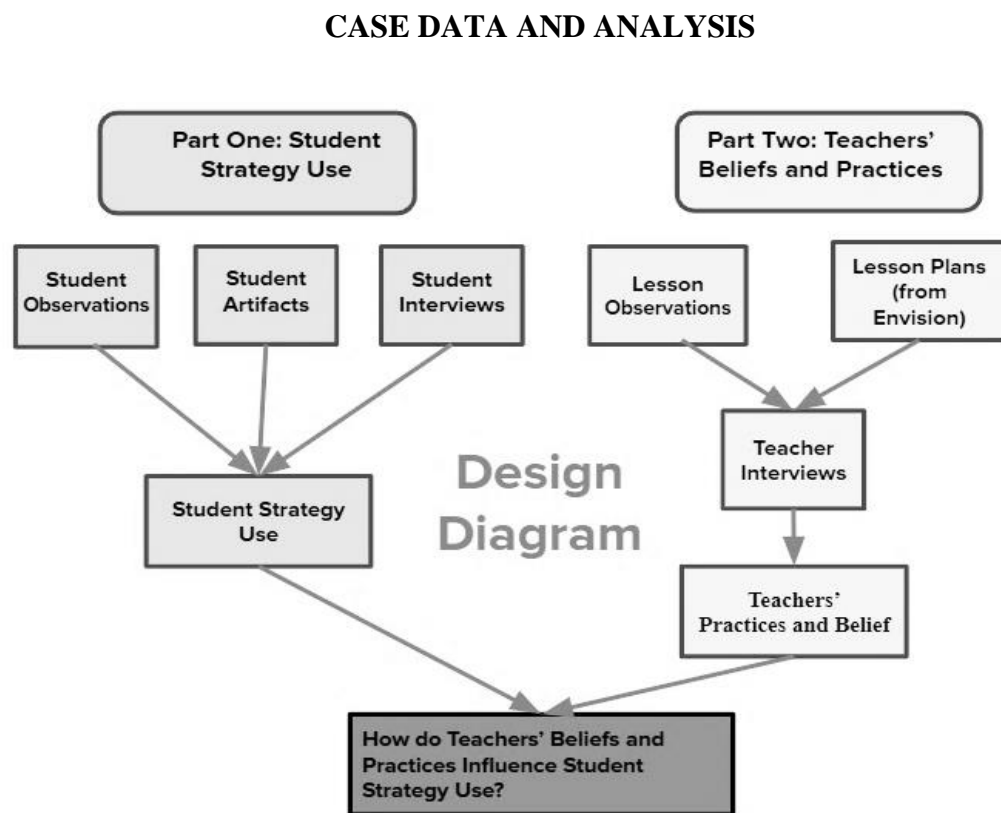 CASE DATA AND ANALYSIS
Part One: Student
Strategy Use
Part Two: Teachers’
Beliefs and Practices
Student
Observations
Student
Artifacts
Student
Interviews
Lesson
Observations
Lesson Plans
(from
Envision)
Teacher
Interviews
Design
Diagram
Student Strategy
Use
Teachers’
Practices and Belief
How do Teachers’ Beliefs and
Practices Influence Student
Strategy Use?